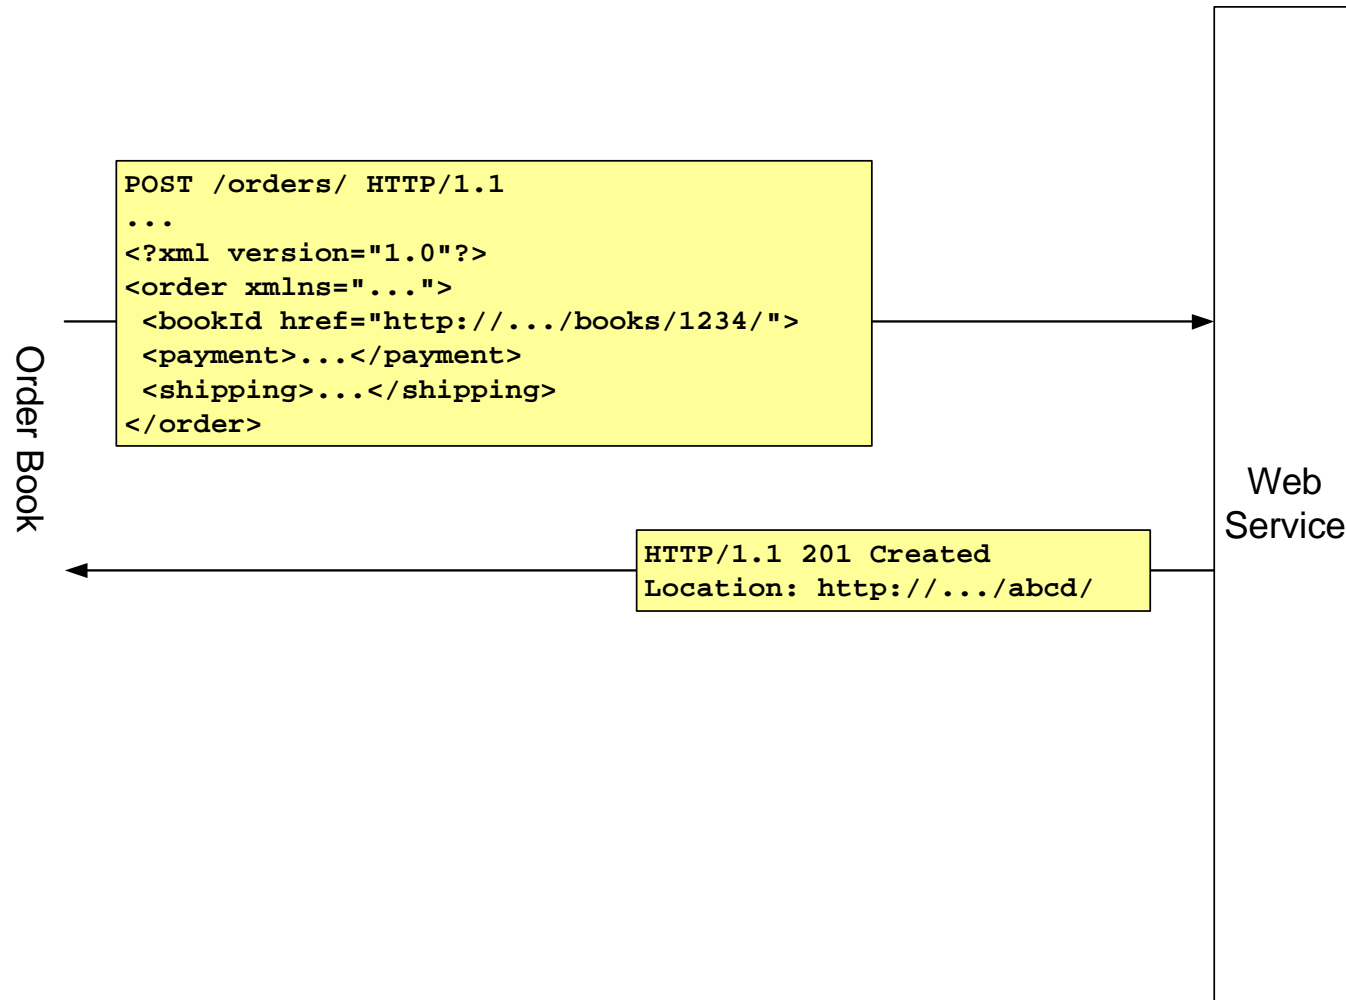 POST /orders/ HTTP/1.1
...
<?xml version="1.0"?>
<order xmlns="...">
 <bookId href="http://.../books/1234/">
 <payment>...</payment>
 <shipping>...</shipping>
</order>
Order Book
Web
Service
HTTP/1.1 201 Created
Location: http://.../abcd/